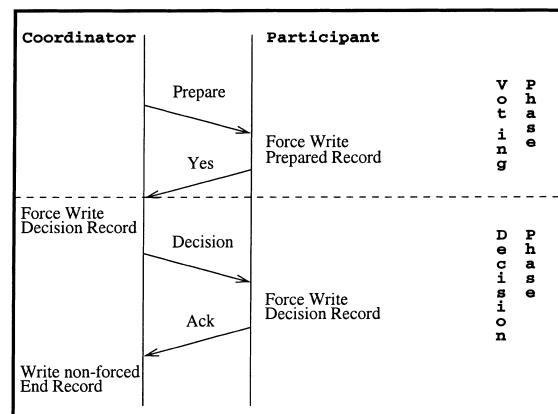 Coordinator
Participant
Prepare
Force Write
Prepared Record
Yes
Voting
Phase
Force Write
Decision Record
Decision
Force Write
Decision Record
Ack
Decision
Phase
Write non-forced
End Record